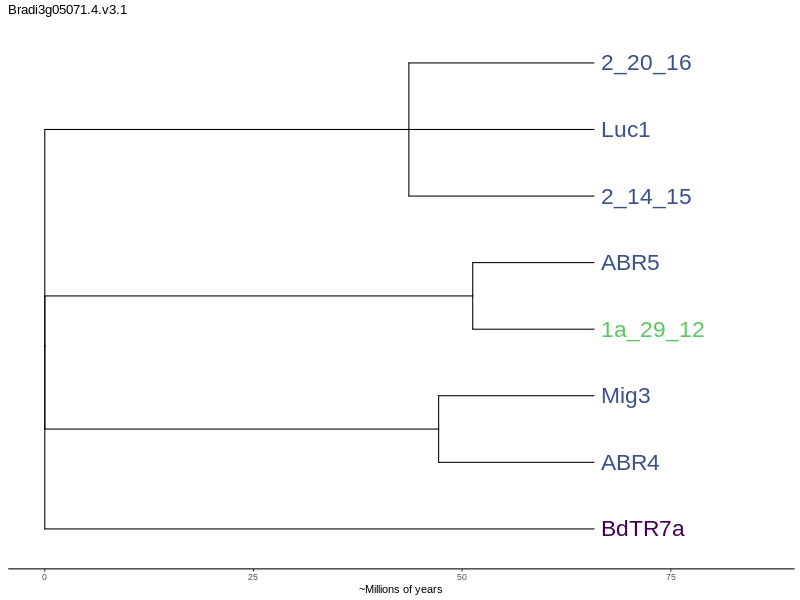 Bradi3g05071.4.v3.1
2_20_16
Luc1
2_14_15
ABR5
1a_29_12
Mig3
ABR4
BdTR7a
0 25 50 75
~Millions of years